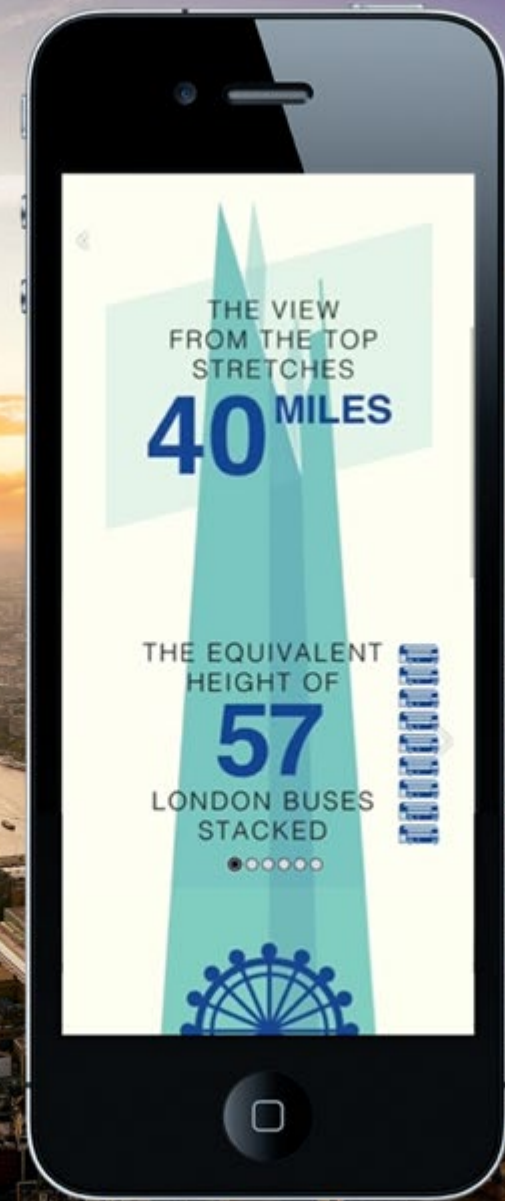 THE VIEW
FROM THE TOP
STRETCHES
40 MILES
THE EQUIVALENT
HEIGHT OF
57
LONDON BUSES
STACKED